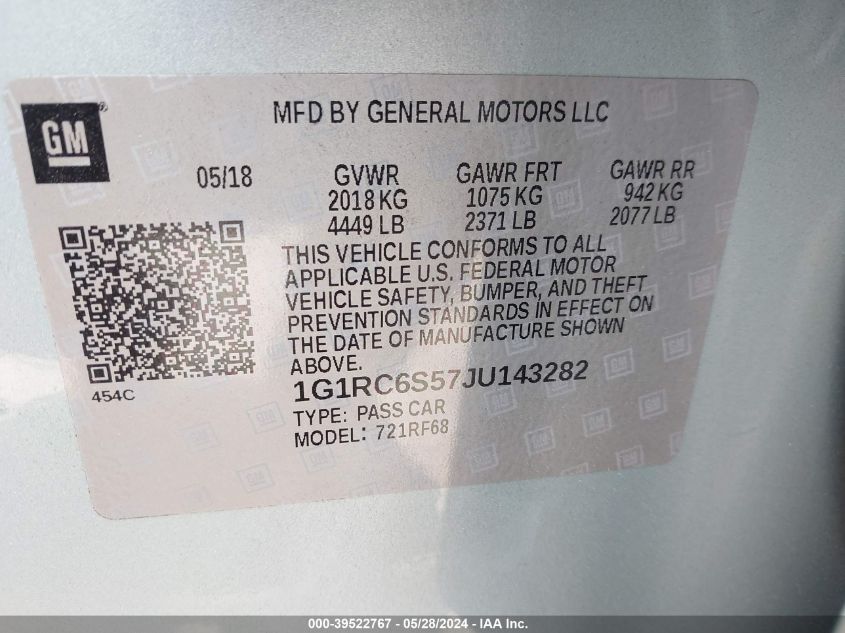 MFD BY GENERAL MOTORS LLC
GM®
05/18 GVWR GAWR FRT GAWR RR
2018 KG 1075 KG 942 KG
4449 LB 2371 LB 2077 LB
THIS VEHICLE CONFORMS TO ALL
APPLICABLE U.S. FEDERAL MOTOR
VEHICLE SAFETY, BUMPER, AND THEFT
PREVENTION STANDARDS IN EFFECT ON
THE DATE OF MANUFACTURE SHOWN
ABOVE.
454C
1G1RC6S57JU143282
TYPE: PASS CAR
MODEL: 721RF68
000-39522767 - 05/28/2024 - IAA Inc.